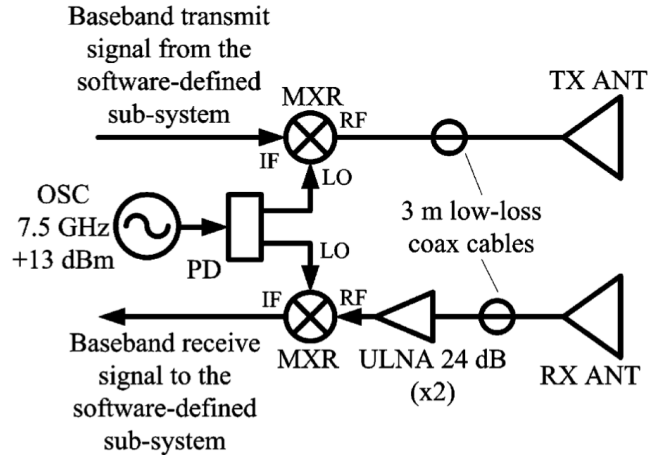 Baseband transmit
signal from the
software-defined
sub-system
MXR
RF
IF
LO
TX ANT
OSC
7.5 GHz
+13 dBm
PD
3 m low-loss
coax cables
LO
IF
RF
MXR
ULNA 24 dB
(x2)
RX ANT
Baseband receive
signal to the
software-defined
sub-system